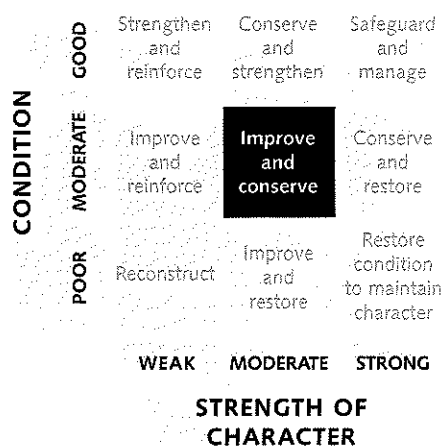 GOOD
Strengthen
and
reinforce
Conserve
and
strengthen
Safeguard
and
manage
CONDITION
MODERATE
Improve
and
reinforce
Improve
and
conserve
Conserve
and
restore
POOR
Reconstruct
Improve
and
restore
Restore
condition
to maintain
character
WEAK MODERATE STRONG
STRENGTH OF
CHARACTER